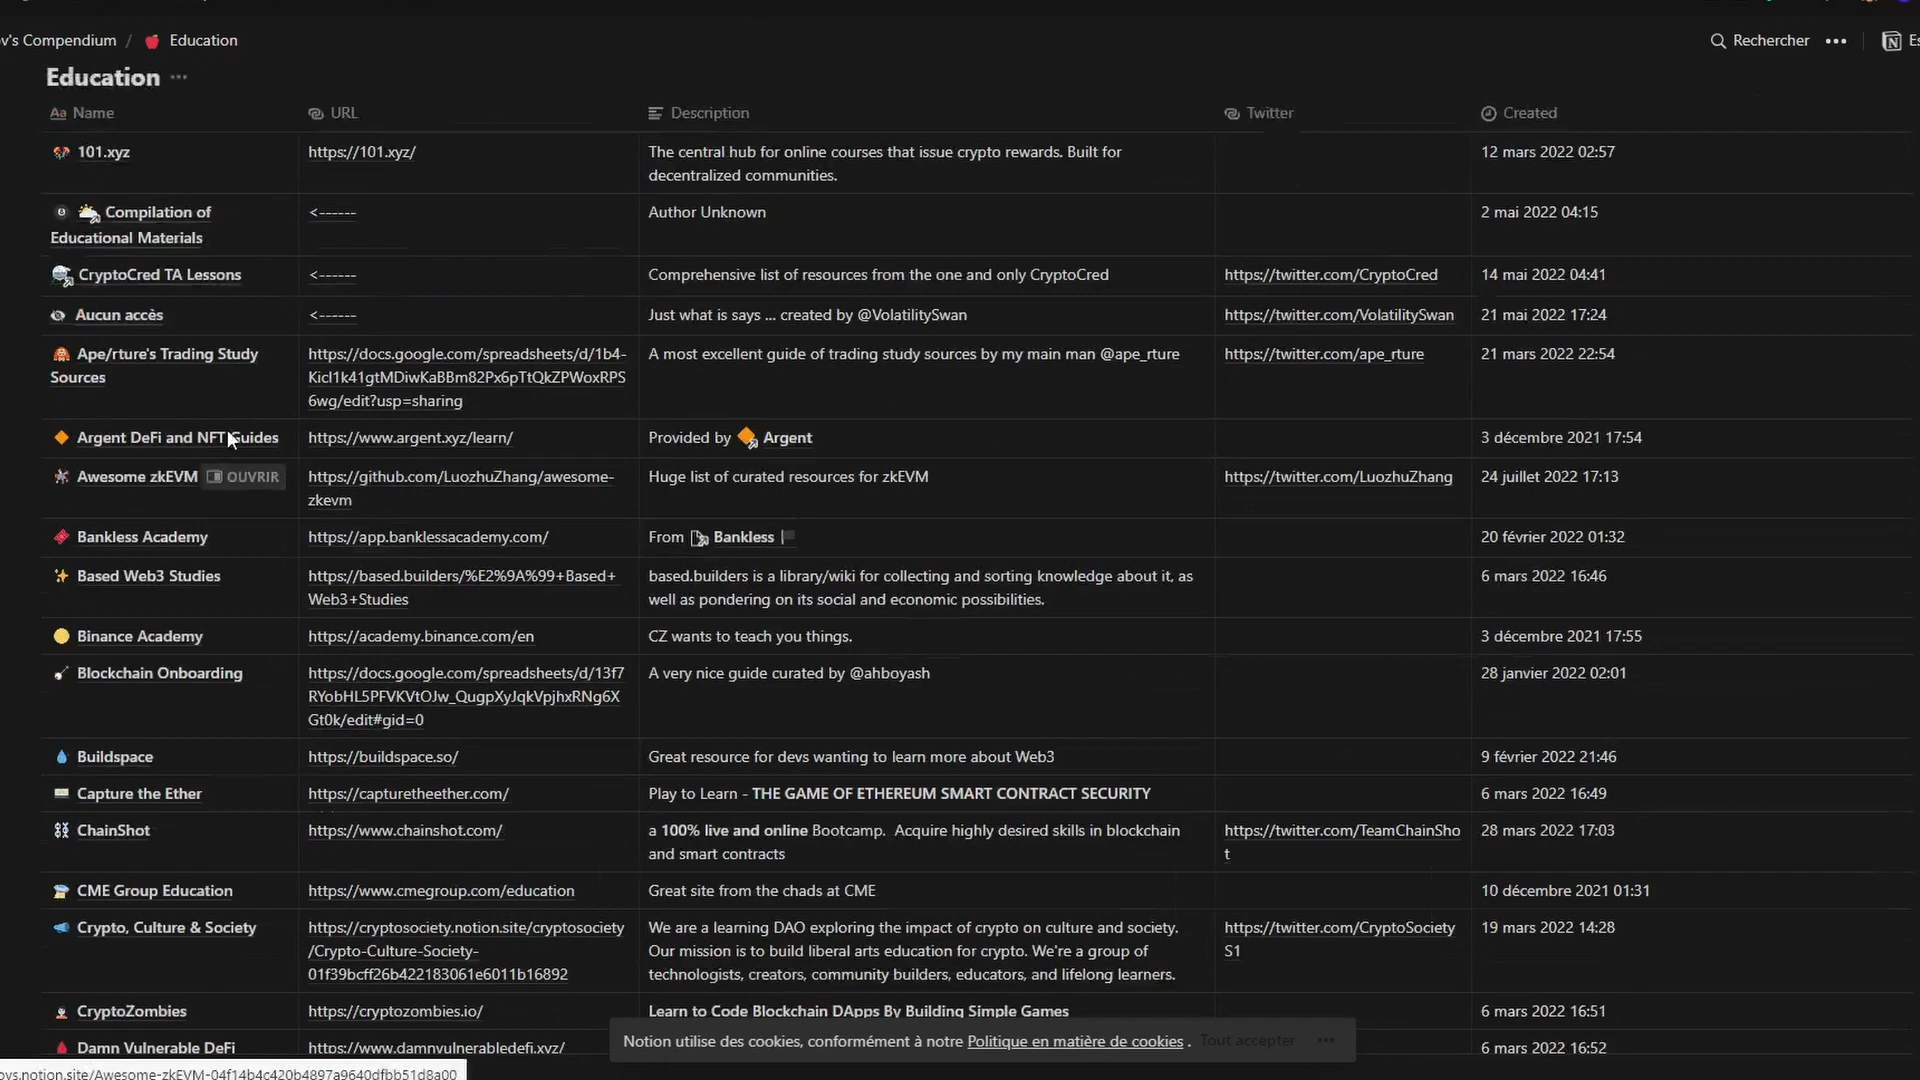 ov's Compendium / Education
Rechercher
Es
Education
Aa Name URL Description Twitter Created
101.xyz https://101.xyz/ The central hub for online courses that issue crypto rewards. Built for 12 mars 2022 02:57
decentralized communities.
Compilation of <------ Author Unknown 2 mai 2022 04:15
Educational Materials
CryptoCred TA Lessons <------ Comprehensive list of resources from the one and only CryptoCred https://twitter.com/CryptoCred 14 mai 2022 04:41
Aucun accès <------ Just what is says ... created by @VolatilitySwan https://twitter.com/VolatilitySwan 21 mai 2022 17:24
Ape/rture's Trading Study https://docs.google.com/spreadsheets/d/1b4- A most excellent guide of trading study sources by my main man @ape_rture https://twitter.com/ape_rture 21 mars 2022 22:54
Sources Kicl1k41gtMDiwKaBBm82Px6pTtQkZPWoxRPS
6wg/edit?usp=sharing
Argent DeFi and NFT Guides https://www.argent.xyz/learn/ Provided by Argent 3 décembre 2021 17:54
Awesome zkEVM OUVRIR https://github.com/LuozhuZhang/awesome- Huge list of curated resources for zkEVM https://twitter.com/LuozhuZhang 24 juillet 2022 17:13
zkevm
Bankless Academy https://app.banklessacademy.com/ From Bankless 20 février 2022 01:32
Based Web3 Studies https://based.builders/%E2%9A%99+Based+ based.builders is a library/wiki for collecting and sorting knowledge about it, as 6 mars 2022 16:46
Web3+Studies well as pondering on its social and economic possibilities.
Binance Academy https://academy.binance.com/en CZ wants to teach you things. 3 décembre 2021 17:55
Blockchain Onboarding https://docs.google.com/spreadsheets/d/13f7 A very nice guide curated by @ahboyash 28 janvier 2022 02:01
RYobHL5PFVKVtOJw_QugpXyJqkVpjhxRNg6X
Gt0k/edit#gid=0
Buildspace https://buildspace.so/ Great resource for devs wanting to learn more about Web3 9 février 2022 21:46
Capture the Ether https://capturetheether.com/ Play to Learn - THE GAME OF ETHEREUM SMART CONTRACT SECURITY 6 mars 2022 16:49
ChainShot https://www.chainshot.com/ a 100% live and online Bootcamp. Acquire highly desired skills in blockchain https://twitter.com/TeamChainSho 28 mars 2022 17:03
and smart contracts t
CME Group Education https://www.cmegroup.com/education Great site from the chads at CME 10 décembre 2021 01:31
Crypto, Culture & Society https://cryptosociety.notion.site/cryptosociety We are a learning DAO exploring the impact of crypto on culture and society. https://twitter.com/CryptoSociety 19 mars 2022 14:28
/Crypto-Culture-Society- Our mission is to build liberal arts education for crypto. We're a group of S1
01f39bcff26b422183061e6011b16892 technologists, creators, community builders, educators, and lifelong learners.
CryptoZombies https://cryptozombies.io/ Learn to Code Blockchain DApps By Building Simple Games 6 mars 2022 16:51
Notion utilise des cookies, conformément à notre Politique en matière de cookies . Tout accepter
Damn Vulnerable DeFi https://www.damnvulnerabledefi.xyz/ 6 mars 2022 16:52
ovs.notion.site/Awesome-zkEVM-04f14b4c420b4897a9640dfbb51d8a00